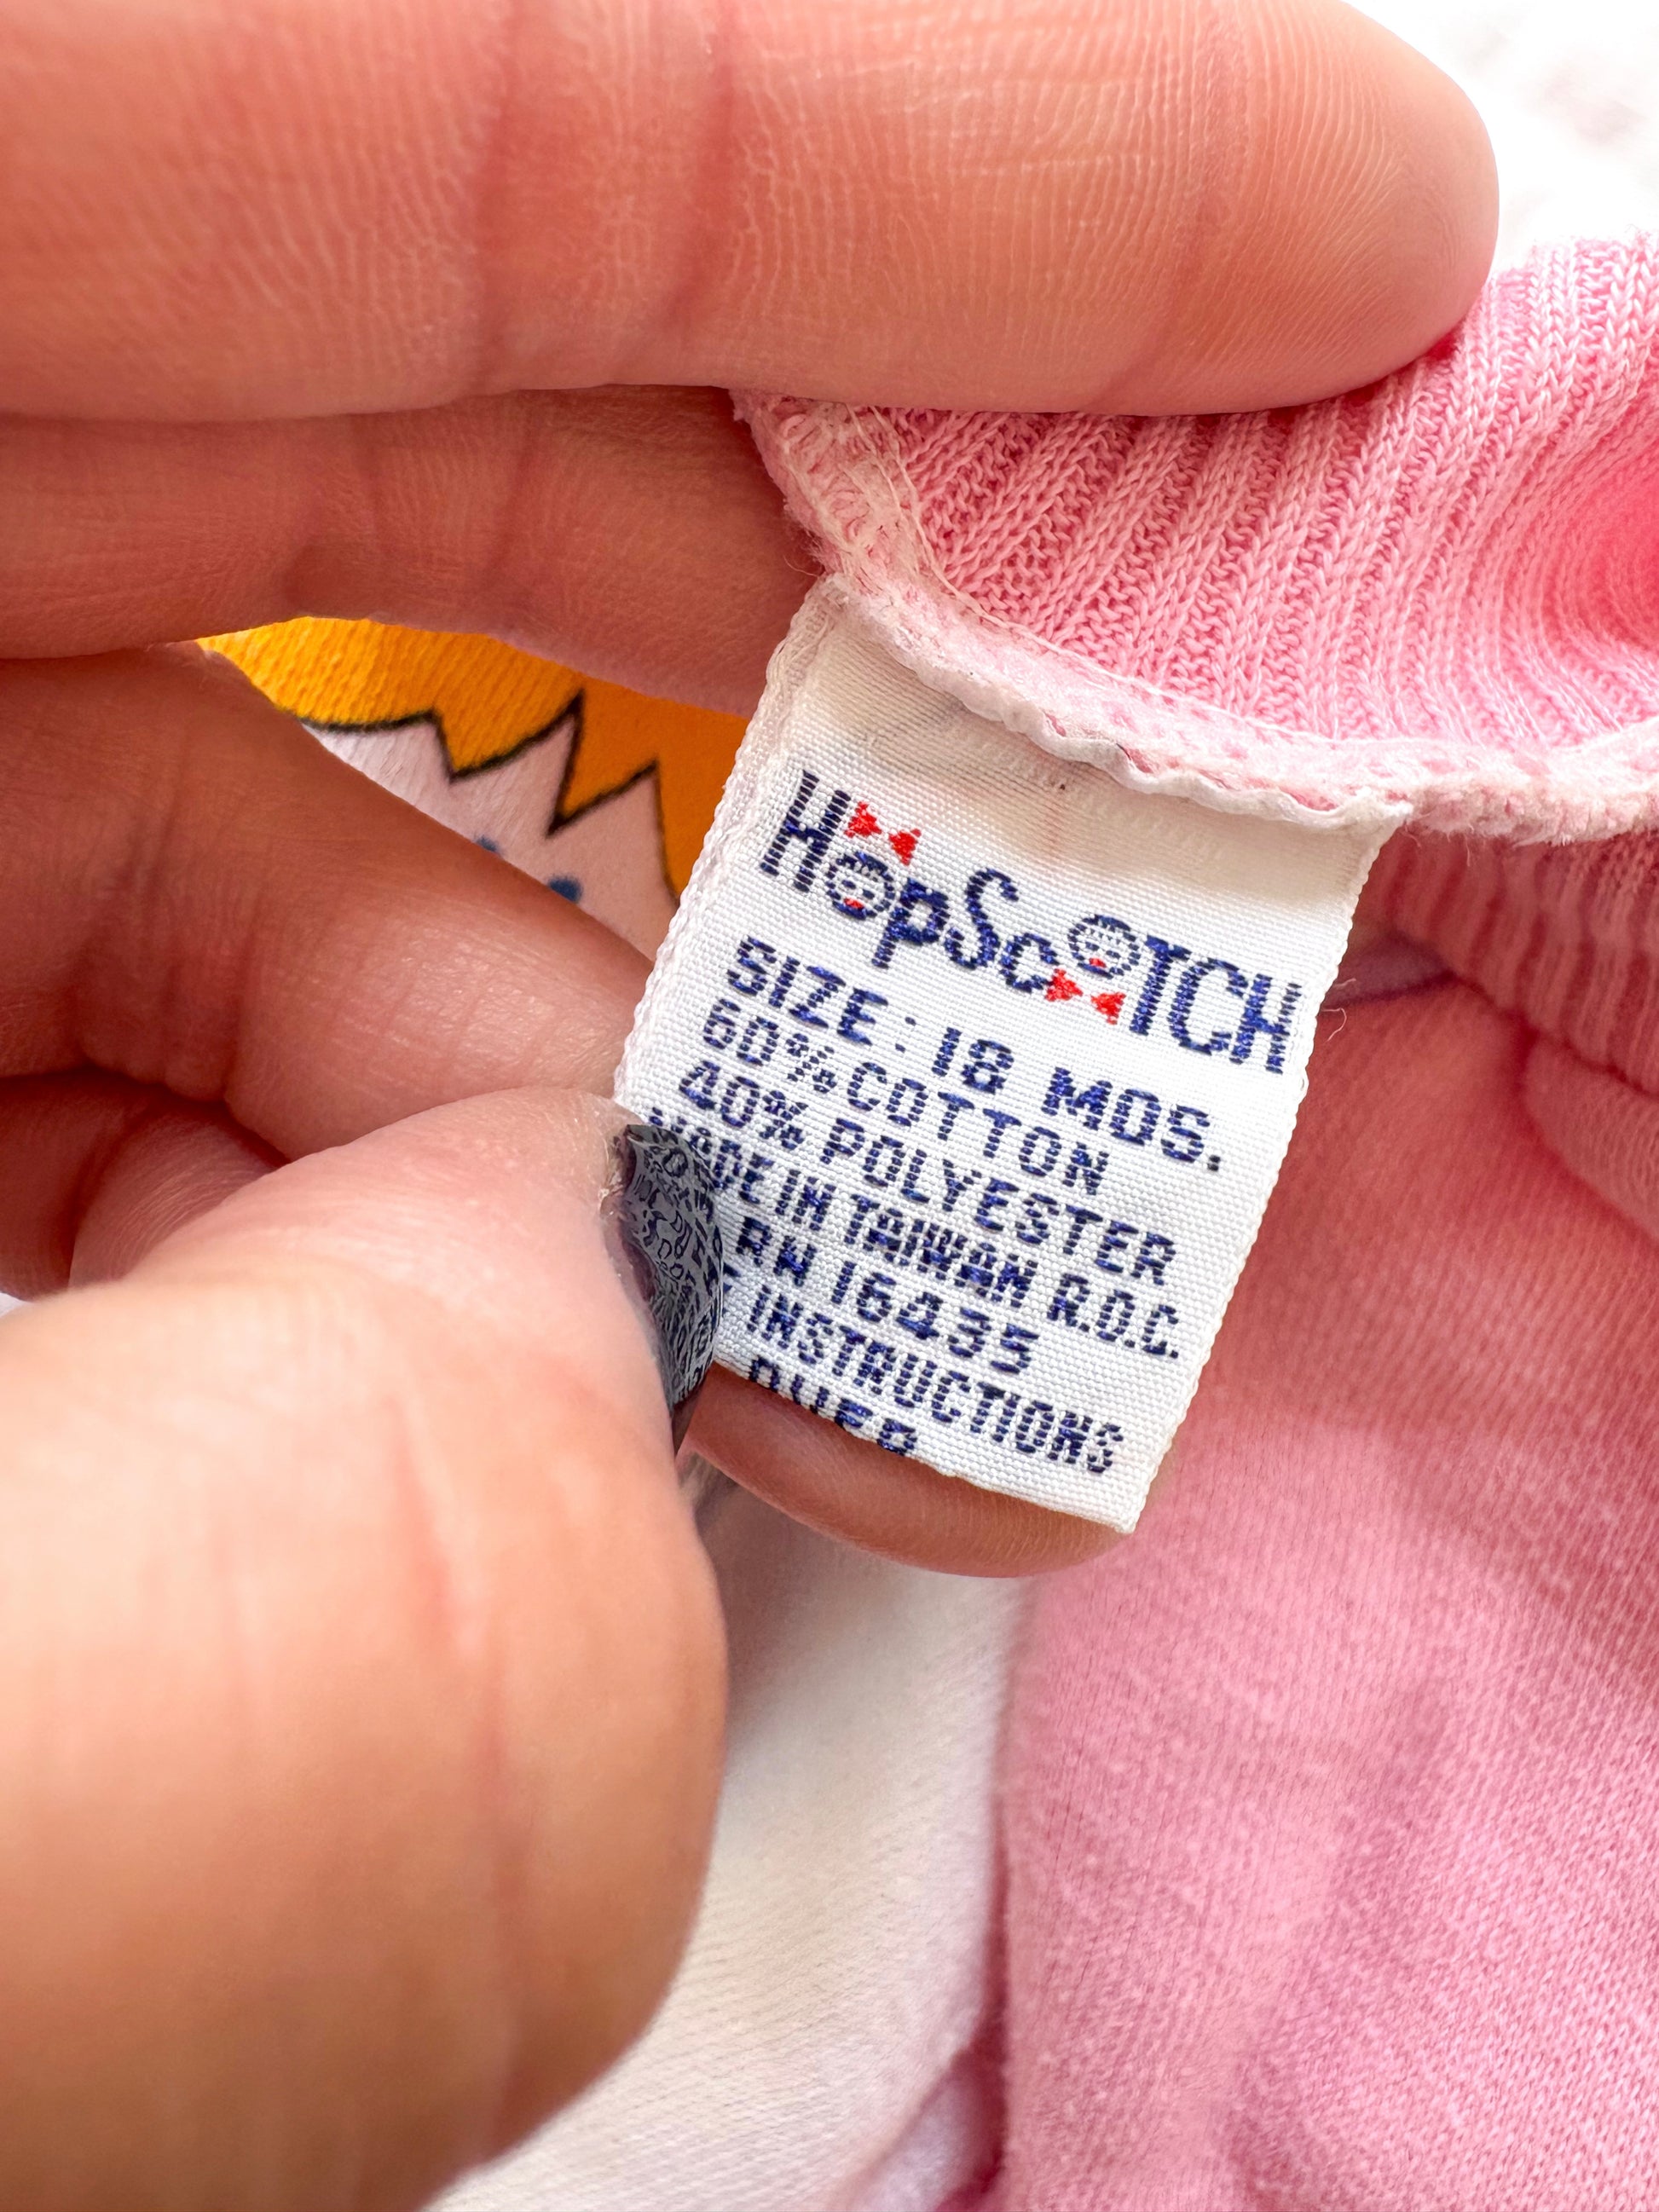 HopScOTCH
SIZE: 18 MOS.
60% COTTON
40% POLYESTER
MADE IN TAIWAN R.O.C.
RN 16435
INSTRUCTIONS